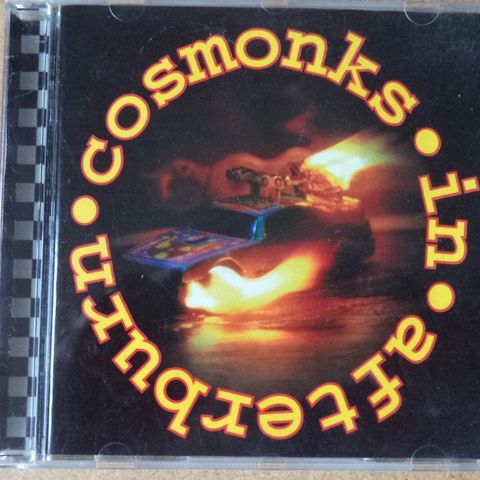 cosmonks • in • afterburn •